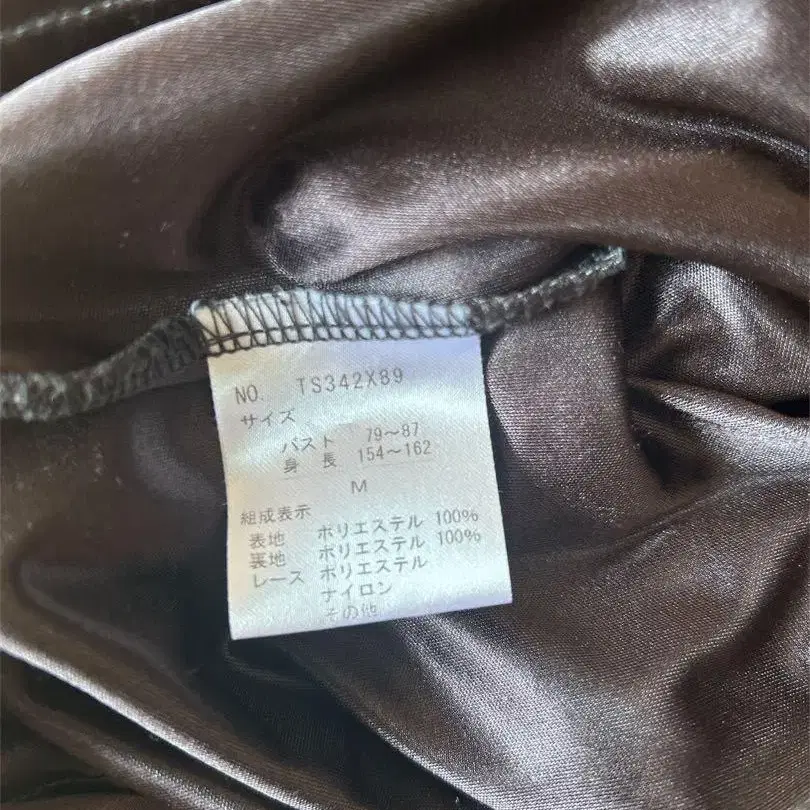 NO. TS342X89
サイズ
バスト 79～87
身長 154～162
M
組成表示
表地 ポリエステル 100%
裏地 ポリエステル 100%
レース ポリエステル
ナイロン
その他